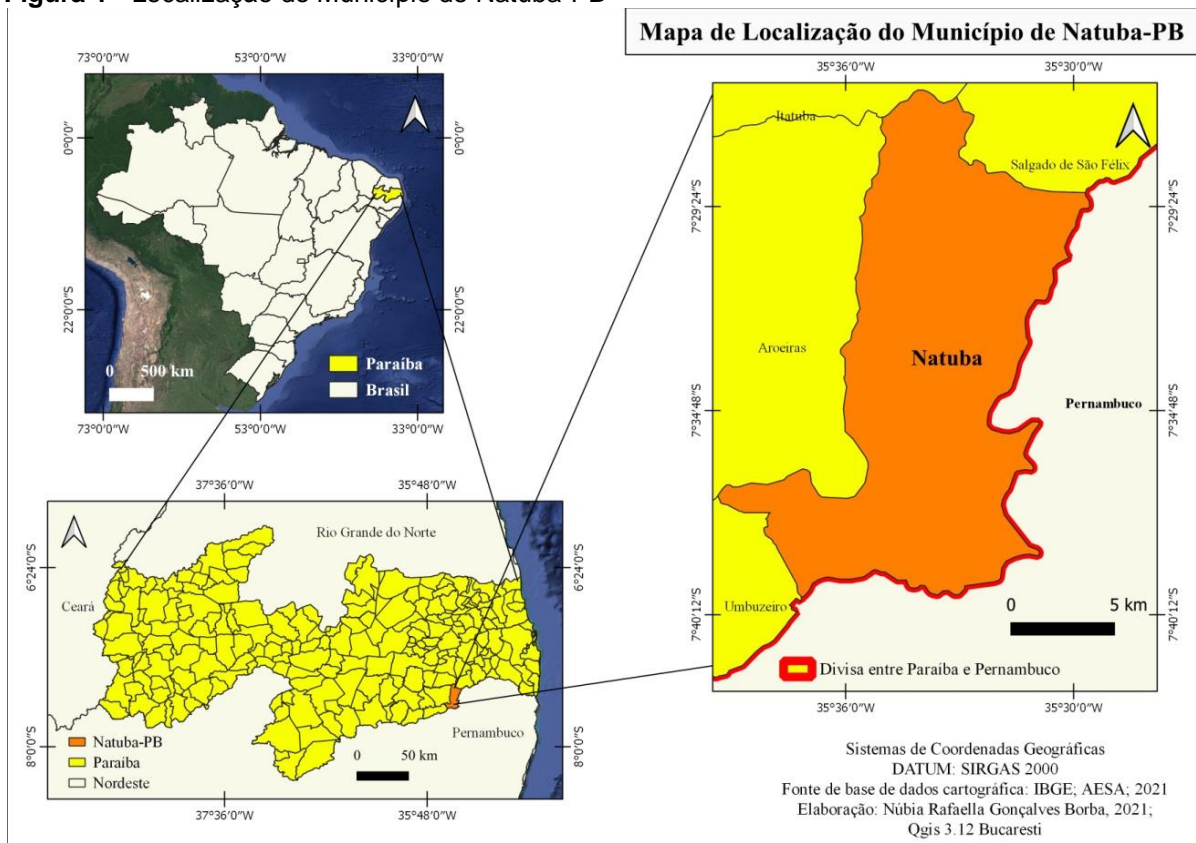 Figura 1 - Localização do Município de Natuba-PB
Mapa de Localização do Município de Natuba-PB
73°0'0"W 53°0'0"W 33°0'0"W
0°0'0"
0°0'0"
22°0'0"S
22°0'0"S
0 500 km
Paraíba
Brasil
73°0'0"W 53°0'0"W 33°0'0"W
37°36'0"W 35°48'0"W
6°24'0"S
6°24'0"S
8°0'0"S
8°0'0"S
Rio Grande do Norte
Ceará
Pernambuco
Natuba-PB
Paraíba
Nordeste
0 50 km
37°36'0"W 35°48'0"W
35°36'0"W 35°30'0"W
Itatuba
Salgado de São Félix
7°29'24"S
7°29'24"S
Aroeiras
Natuba
Pernambuco
7°34'48"S
7°34'48"S
Umbuzeiro
7°40'12"S
7°40'12"S
0 5 km
Divisa entre Paraíba e Pernambuco
35°36'0"W 35°30'0"W
Sistemas de Coordenadas Geográficas
DATUM: SIRGAS 2000
Fonte de base de dados cartográfica: IBGE; AESA; 2021
Elaboração: Núbia Rafaella Gonçalves Borba, 2021;
Qgis 3.12 Bucaresti